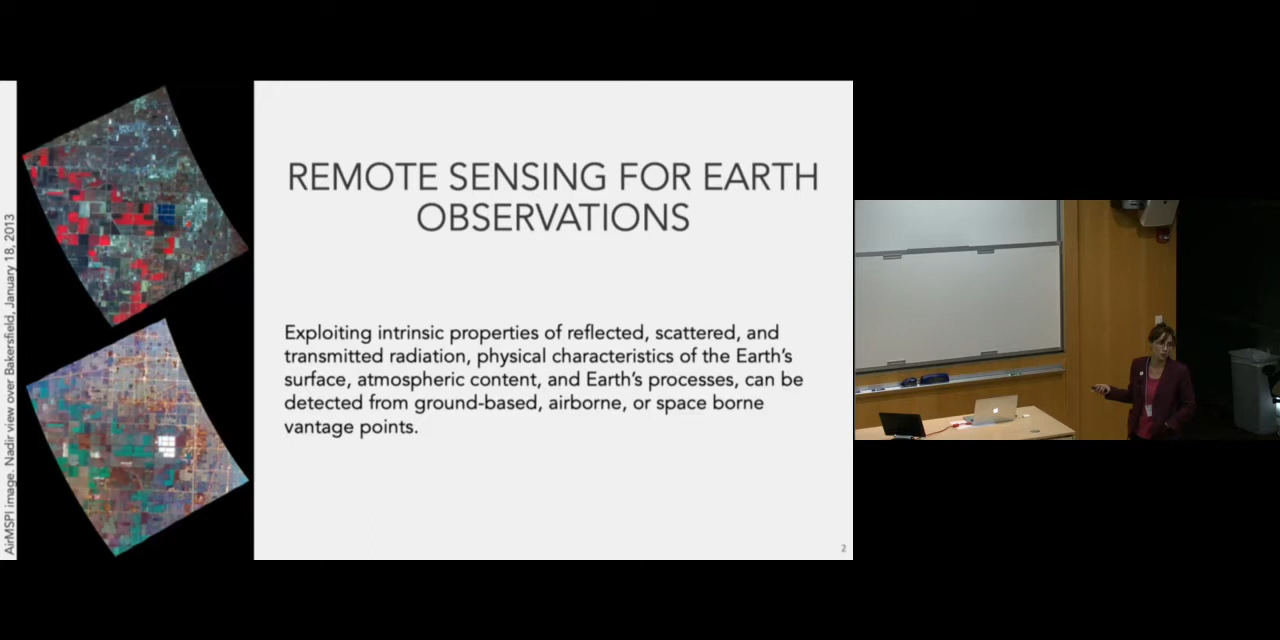 AirMSPI image. Nadir view over Bakersfield, January 18, 2013
REMOTE SENSING FOR EARTH
OBSERVATIONS
Exploiting intrinsic properties of reflected, scattered, and
transmitted radiation, physical characteristics of the Earth's
surface, atmospheric content, and Earth's processes, can be
detected from ground-based, airborne, or space borne
vantage points.
2